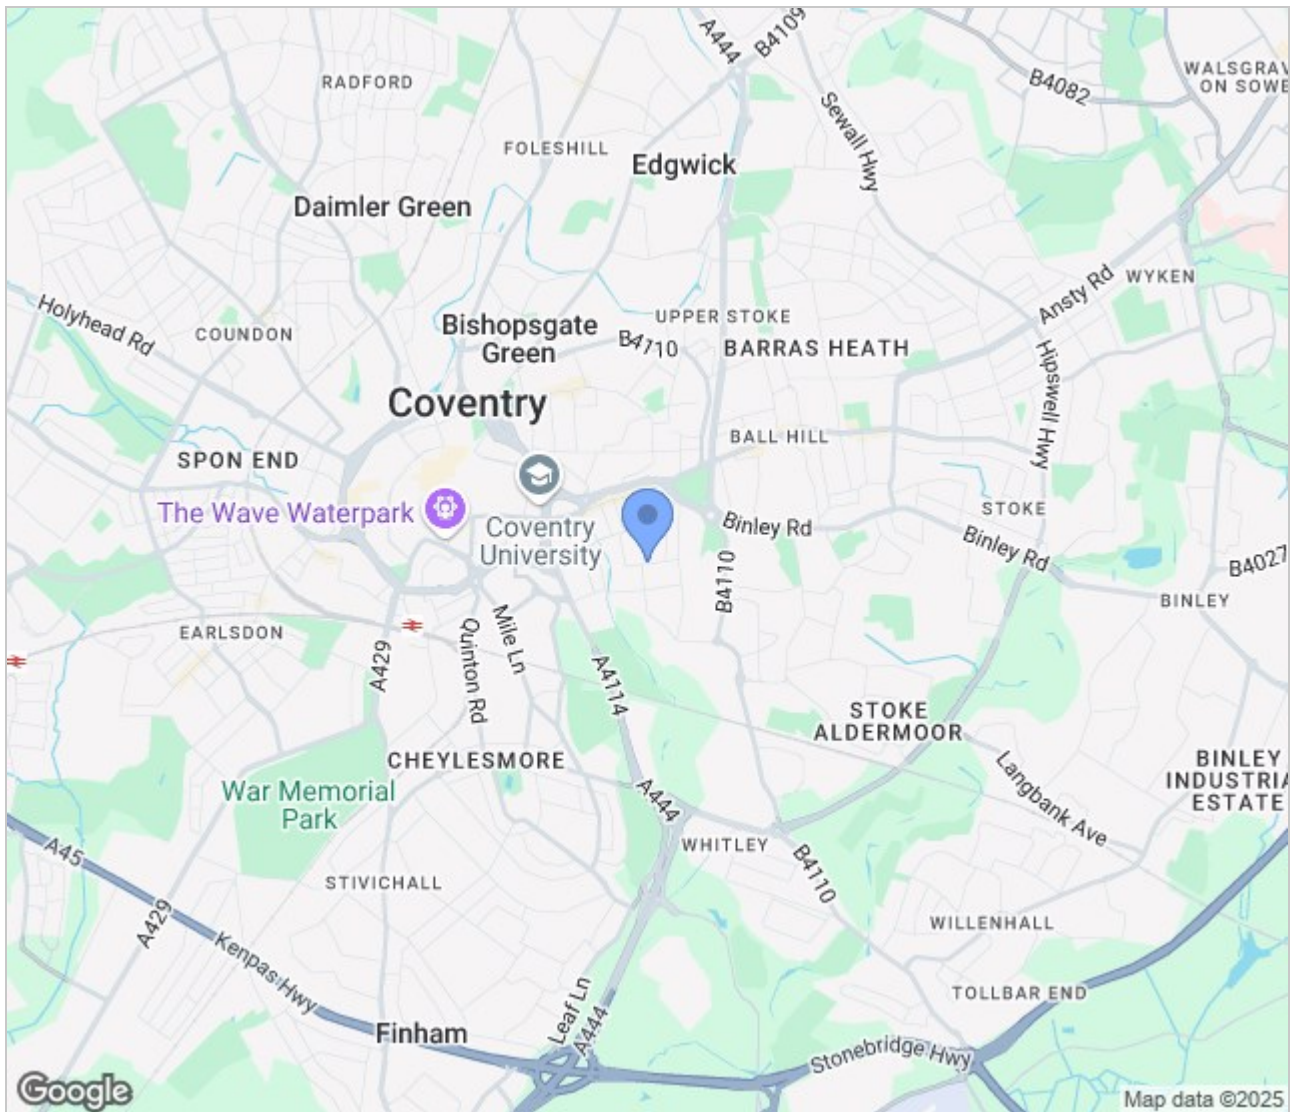 A444
B4109
RADFORD
B4082
WALSGRAV
ON SOWE
Sewall Hwy
FOLESHILL
Edgwick
Daimler Green
Ansty Rd
WYKEN
Holyhead Rd
COUNDON
Bishopsgate
Green
UPPER STOKE
B4110
BARRAS HEATH
Hipswell Hwy
Coventry
BALL HILL
SPON END
The Wave Waterpark
Coventry
University
Binley Rd
STOKE
Binley Rd
B4027
B4110
BINLEY
EARLSDON
A429
Quinton Rd
Mile Ln
A4114
STOKE
ALDERMOOR
CHEYLESMORE
Langbank Ave
BINLEY
INDUSTRIA
ESTATE
War Memorial
Park
A444
WHITLEY
A45
STIVICHALL
B4110
A429
WILLENHALL
Kenpas Hwy
TOLLBAR END
Leaf Ln
A444
Finham
Stonebridge Hwy
Google
Map data ©2025